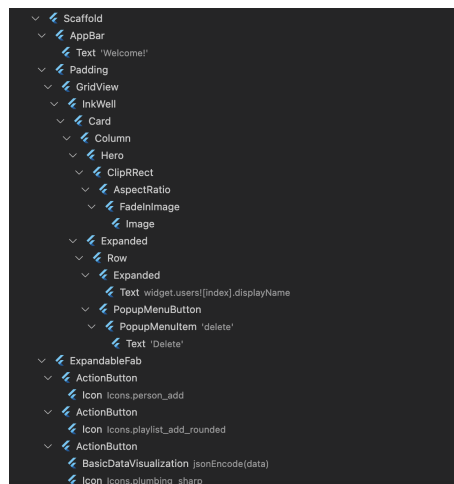 Scaffold
AppBar
Text 'Welcome!'
Padding
GridView
InkWell
Card
Column
Hero
ClipRRect
AspectRatio
FadeInImage
Image
Expanded
Row
Expanded
Text widget.users![index].displayName
PopupMenuButton
PopupMenuItem 'delete'
Text 'Delete'
ExpandableFab
ActionButton
Icon Icons.person_add
ActionButton
Icon Icons.playlist_add_rounded
ActionButton
BasicDataVisualization jsonEncode(data)
Icon Icons.plumbing_sharp